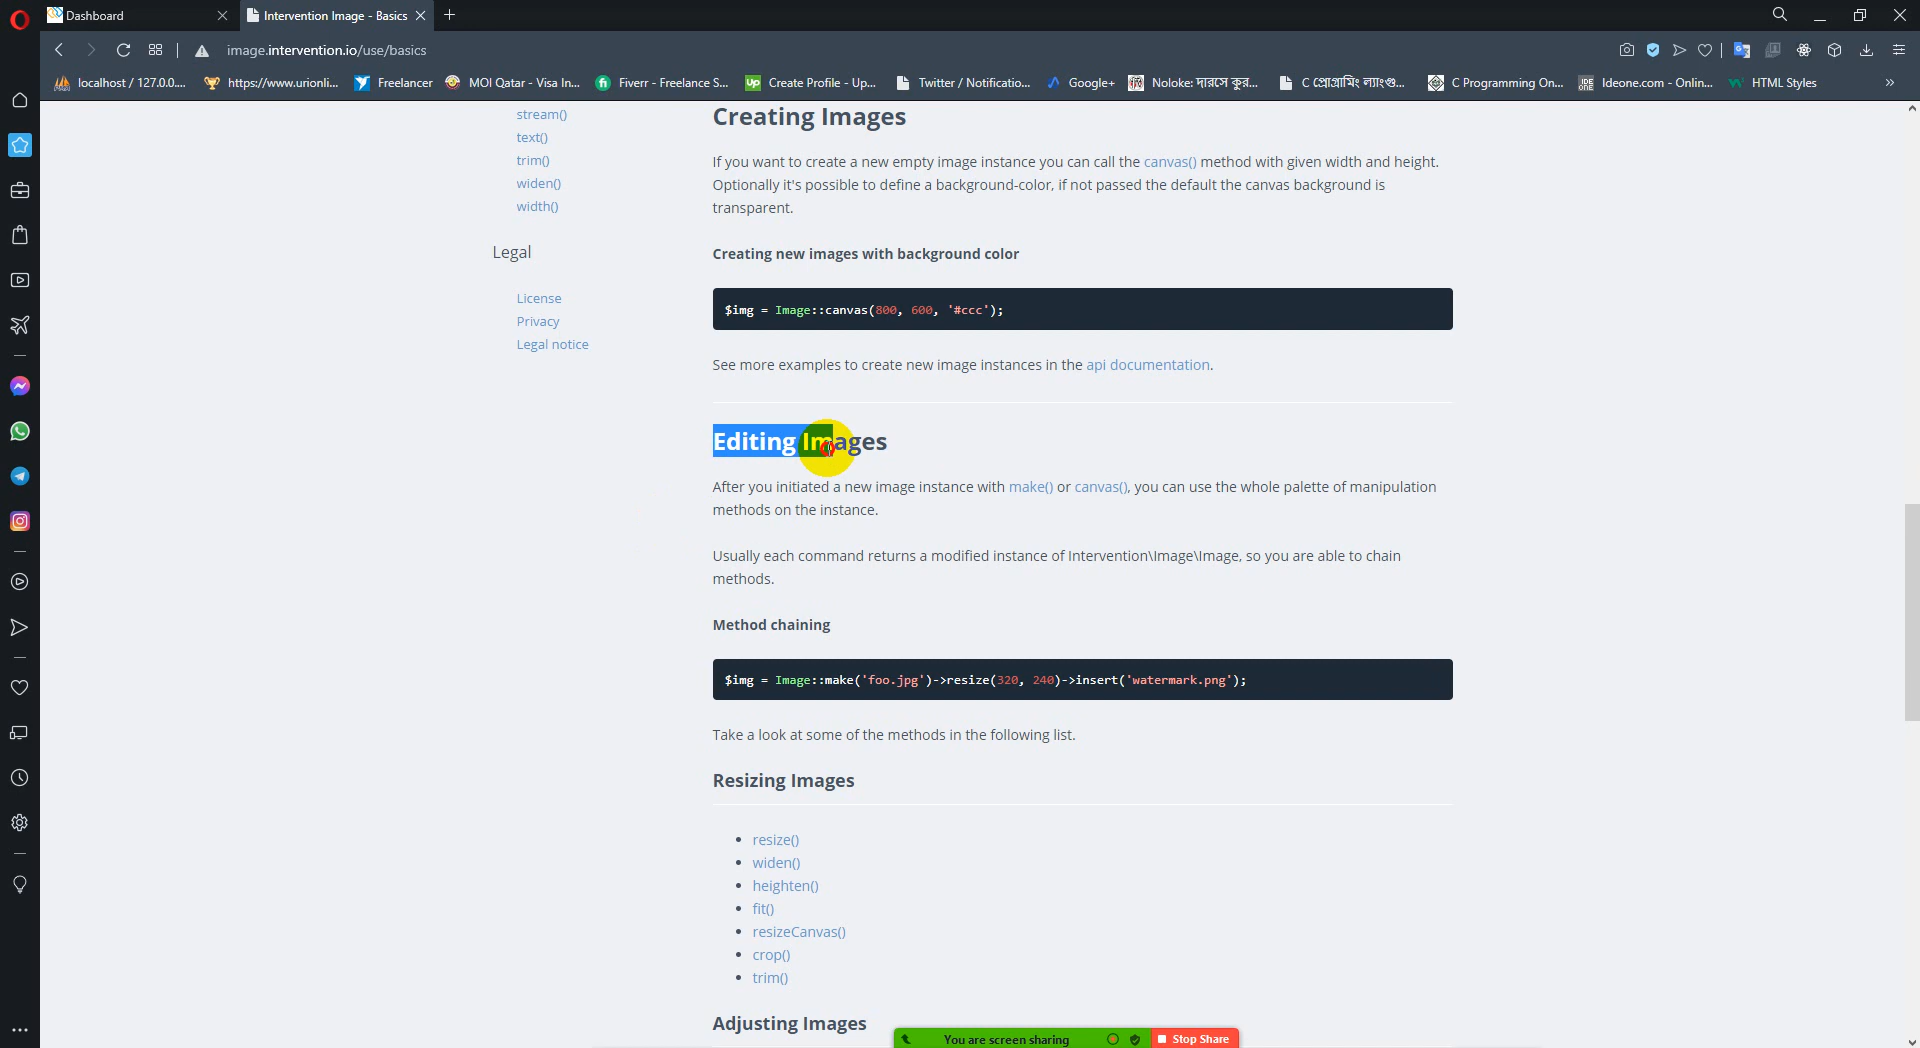 Dashboard
Intervention Image - Basics
image.intervention.io/use/basics
localhost / 127.0.0....
https://www.urionli...
Freelancer
MOI Qatar - Visa In...
Fiverr - Freelance S...
Up
Create Profile - Up...
Twitter / Notificatio...
Google+
Noloke: দারসে কুর...
C প্রোগ্রামিং ল্যাংগু...
C Programming On...
Ideone.com - Onlin...
HTML Styles
stream()
text()
trim()
widen()
width()
Legal
License
Privacy
Legal notice
Creating Images
If you want to create a new empty image instance you can call the canvas() method with given width and height.
Optionally it's possible to define a background-color, if not passed the default the canvas background is
transparent.
Creating new images with background color
$img = Image::canvas(800, 600, '#ccc');
See more examples to create new image instances in the api documentation.
Editing Images
After you initiated a new image instance with make() or canvas(), you can use the whole palette of manipulation
methods on the instance.
Usually each command returns a modified instance of Intervention\Image\Image, so you are able to chain
methods.
Method chaining
$img = Image::make('foo.jpg')->resize(320, 240)->insert('watermark.png');
Take a look at some of the methods in the following list.
Resizing Images
resize()
widen()
heighten()
fit()
resizeCanvas()
crop()
trim()
Adjusting Images
You are screen sharing
Stop Share